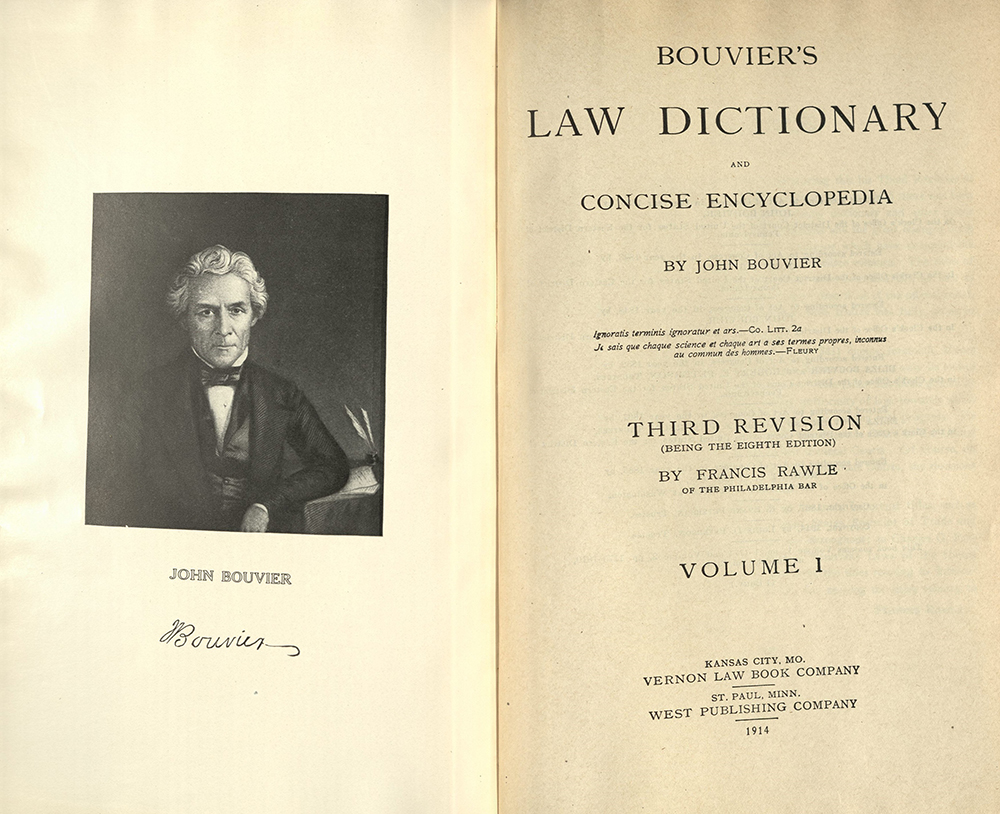 JOHN BOUVIER
JBouvier
BOUVIER'S
LAW DICTIONARY
AND
CONCISE ENCYCLOPEDIA
BY JOHN BOUVIER
Ignoratis terminis ignoratur et ars.—Co. Litt. 2a
Je sais que chaque science et chaque art a ses termes propres, inconnus
au commun des hommes.—FLEURY
THIRD REVISION
(BEING THE EIGHTH EDITION)
BY FRANCIS RAWLE
OF THE PHILADELPHIA BAR
VOLUME I
KANSAS CITY, MO.
VERNON LAW BOOK COMPANY
ST. PAUL, MINN.
WEST PUBLISHING COMPANY
1914